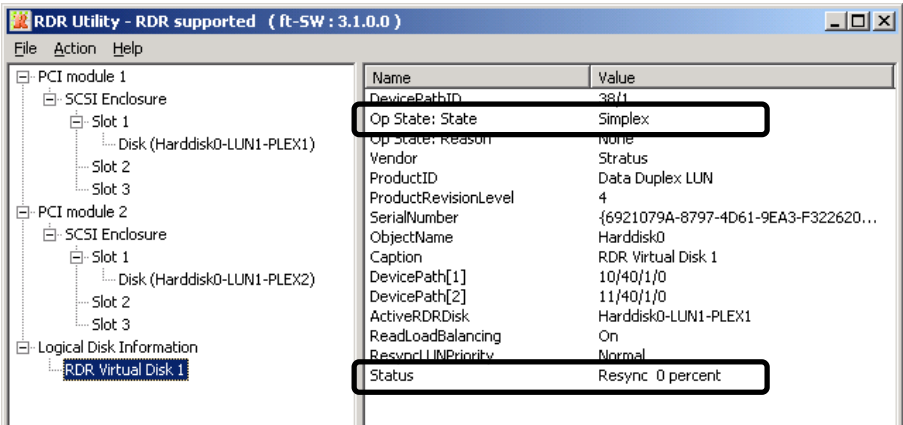 RDR Utility - RDR supported ( ft-SW : 3.1.0.0 )
File Action Help
PCI module 1
SCSI Enclosure
Slot 1
Disk (Harddisk0-LUN1-PLEX1)
Slot 2
Slot 3
PCI module 2
SCSI Enclosure
Slot 1
Disk (Harddisk0-LUN1-PLEX2)
Slot 2
Slot 3
Logical Disk Information
RDR Virtual Disk 1
Name Value
DevicePathID 38/1
Op State: State Simplex
Op State: Reason None
Vendor Stratus
ProductID Data Duplex LUN
ProductRevisionLevel 4
SerialNumber {6921079A-8797-4D61-9EA3-F322620...
ObjectName Harddisk0
Caption RDR Virtual Disk 1
DevicePath[1] 10/40/1/0
DevicePath[2] 11/40/1/0
ActiveRDRDisk Harddisk0-LUN1-PLEX1
ReadLoadBalancing On
ResyncLUNPriority Normal
Status Resync 0 percent